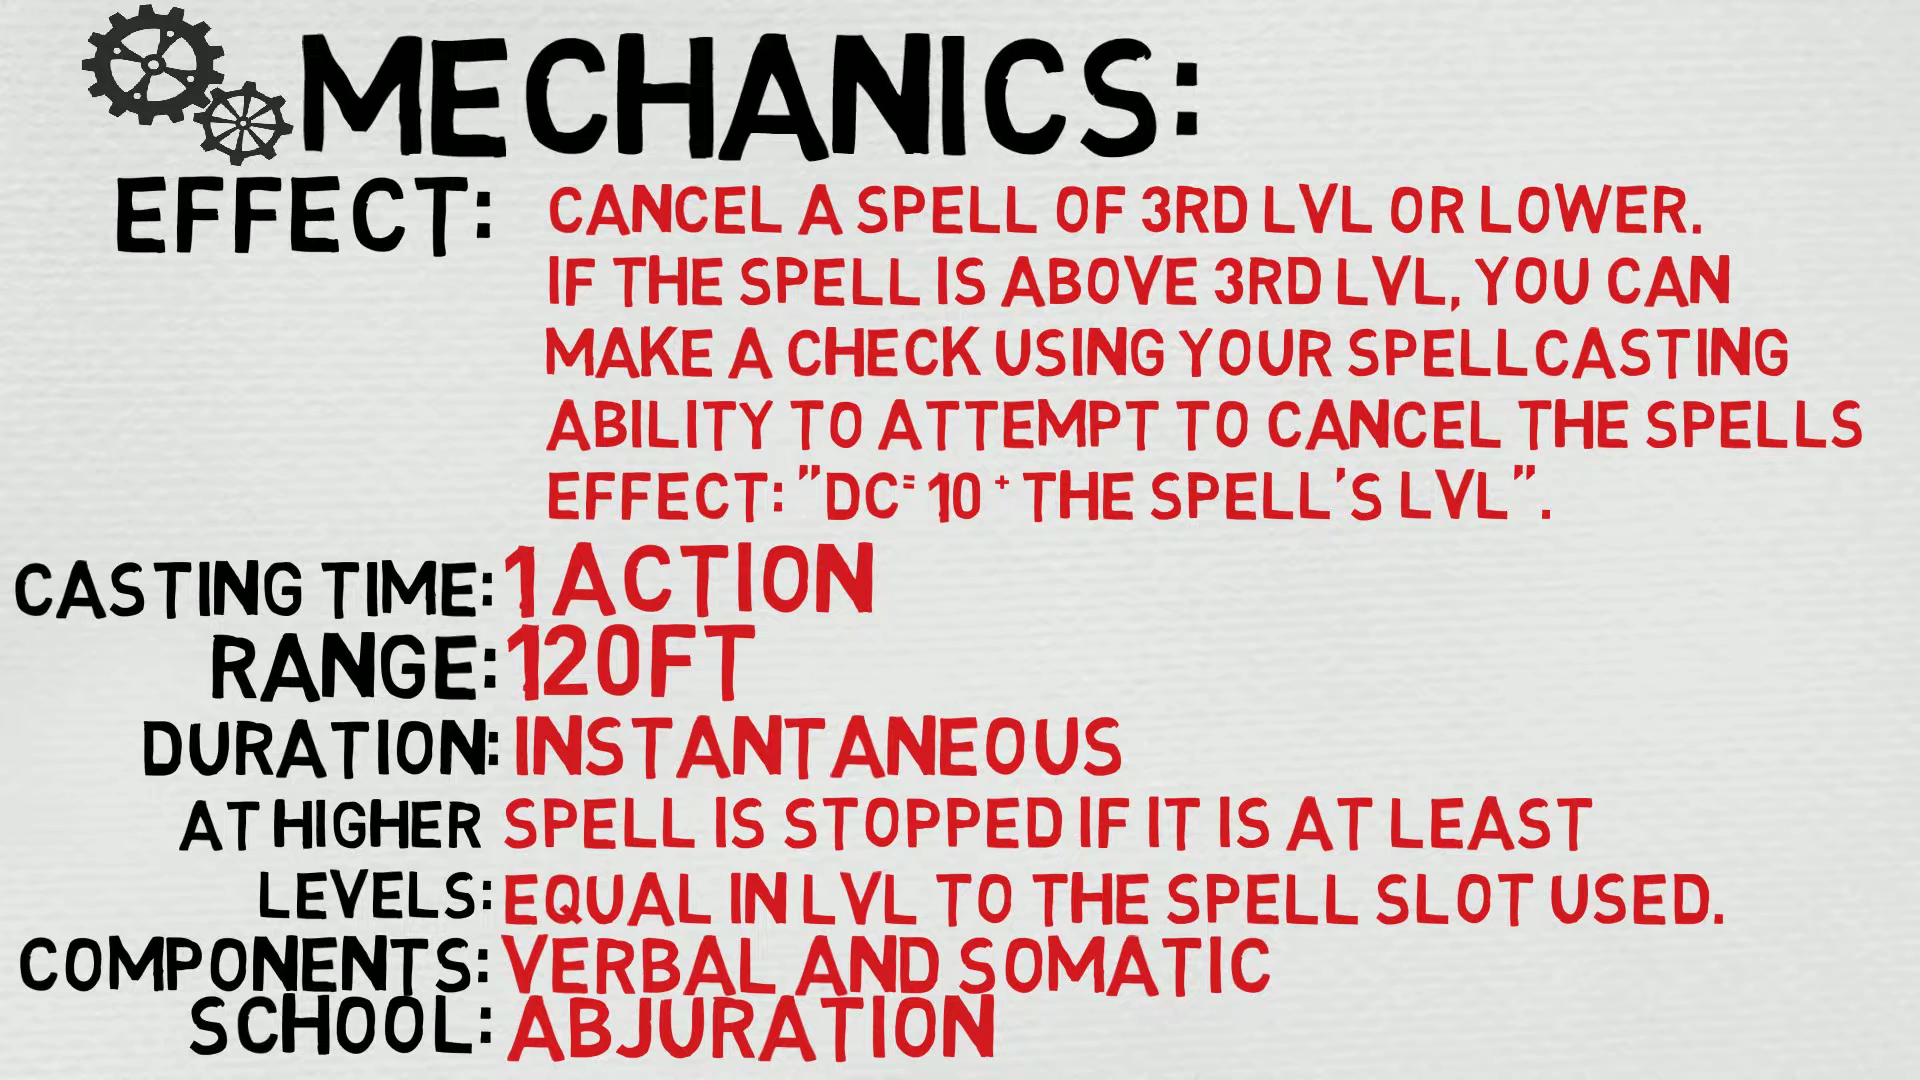 MECHANICS:
EFFECT: CANCEL A SPELL OF 3RD LVL OR LOWER.
IF THE SPELL IS ABOVE 3RD LVL, YOU CAN
MAKE A CHECK USING YOUR SPELLCASTING
ABILITY TO ATTEMPT TO CANCEL THE SPELLS
EFFECT: "DC= 10 + THE SPELL'S LVL".
CASTING TIME: 1 ACTION
RANGE: 120FT
DURATION: INSTANTANEOUS
AT HIGHER SPELL IS STOPPED IF IT IS AT LEAST
LEVELS: EQUAL IN LVL TO THE SPELL SLOT USED.
COMPONENTS: VERBAL AND SOMATIC
SCHOOL: ABJURATION